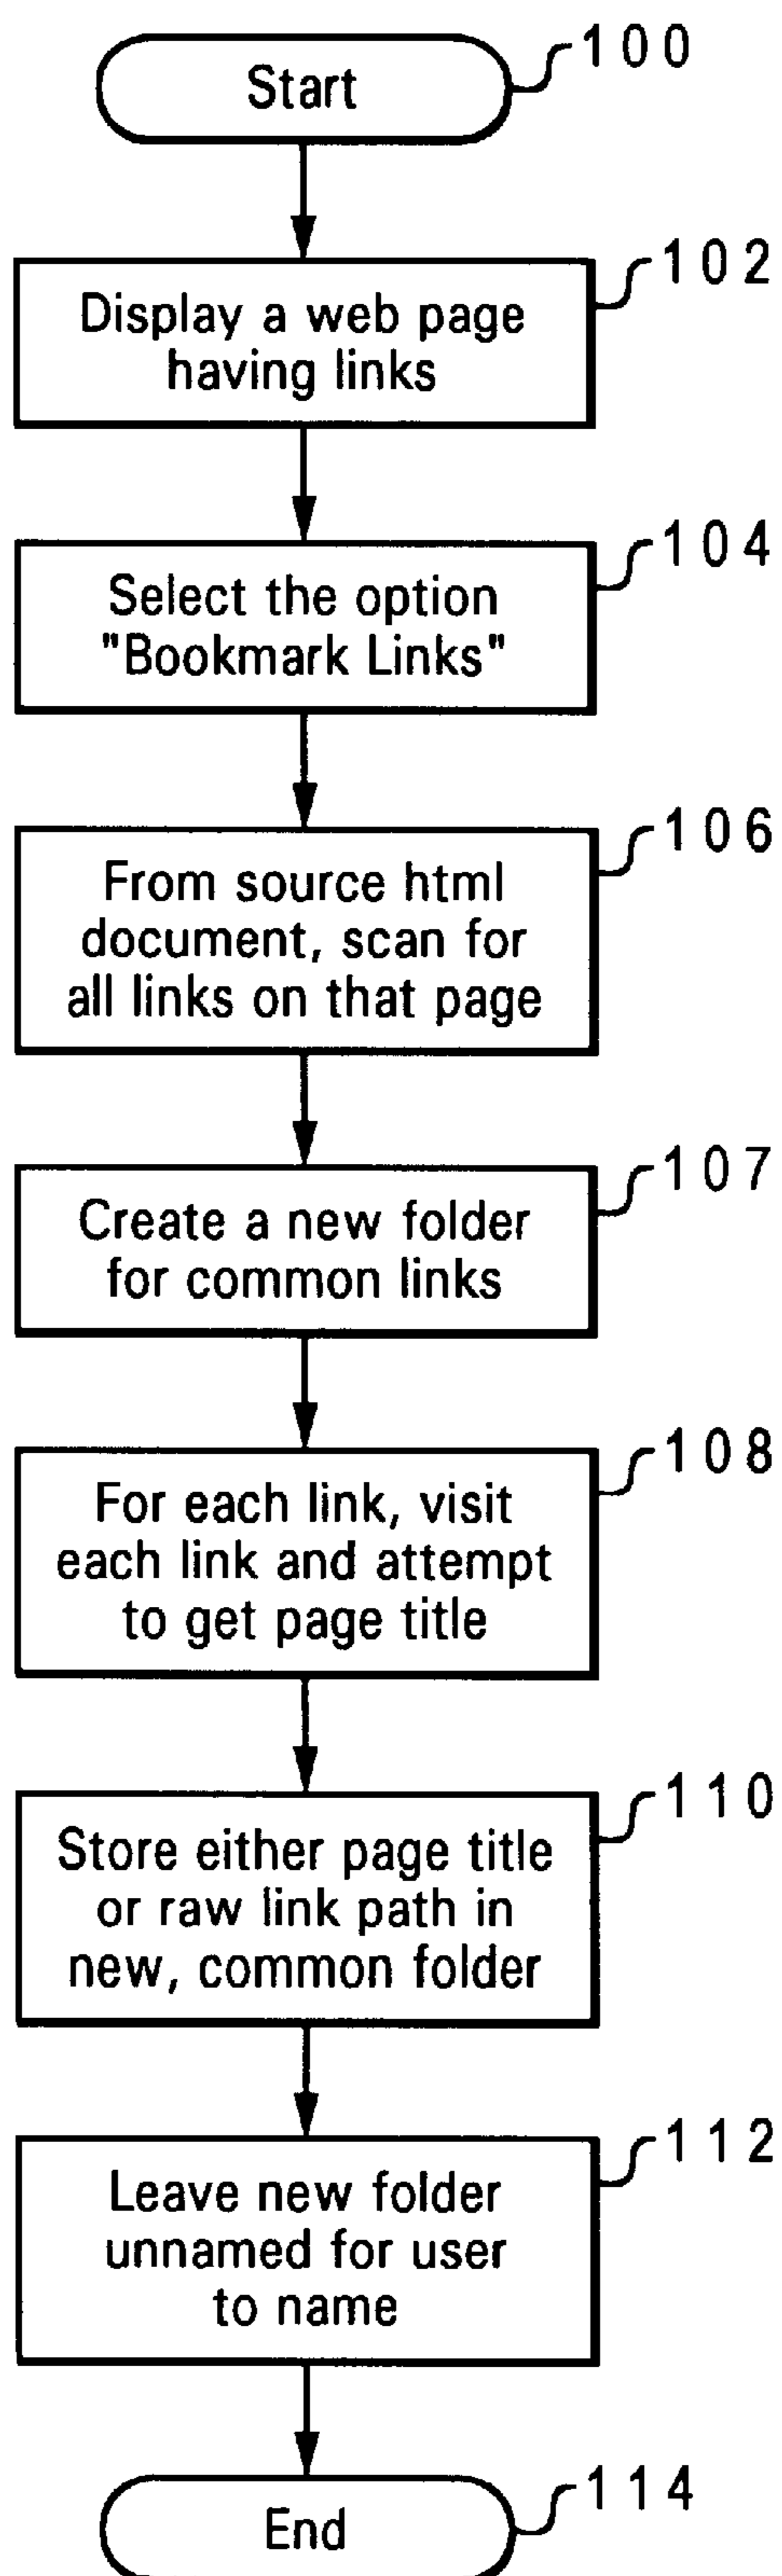 Start
100
Display a web page
having links
102
Select the option
"Bookmark Links"
104
From source html
document, scan for
all links on that page
106
Create a new folder
for common links
107
For each link, visit
each link and attempt
to get page title
108
Store either page title
or raw link path in
new, common folder
110
Leave new folder
unnamed for user
to name
112
End
114